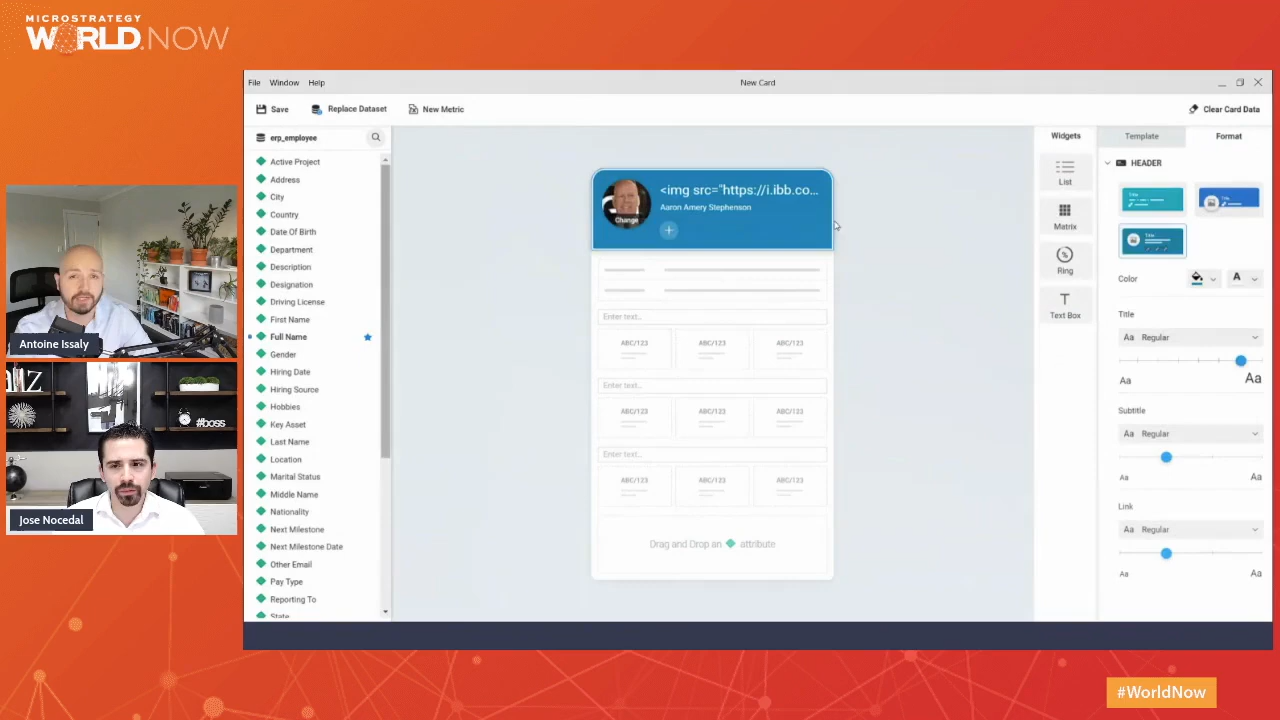 MICROSTRATEGY
WORLD.NOW
File Window Help
New Card
Save
Replace Dataset
New Metric
Clear Card Data
erp_employee
Active Project
Address
City
Country
Date Of Birth
Department
Description
Designation
Driving License
First Name
Full Name
Gender
Hiring Date
Hiring Source
Hobbies
Key Asset
Last Name
Location
Marital Status
Middle Name
Nationality
Next Milestone
Next Milestone Date
Other Email
Pay Type
Reporting To
State
<img src="https://i.ibb.co...
Aaron Amery Stephenson
Change
Enter text...
ABC/123 ABC/123 ABC/123
Enter text...
ABC/123 ABC/123 ABC/123
Enter text...
ABC/123 ABC/123 ABC/123
Drag and Drop an attribute
Widgets
List
Matrix
Ring
Text Box
Template
Format
HEADER
Title
Title
Title
Color
A
Title
Aa Regular
Aa Aa
Subtitle
Aa Regular
Aa Aa
Link
Aa Regular
Aa Aa
Antoine Issaly
#boss
Jose Nocedal
#WorldNow